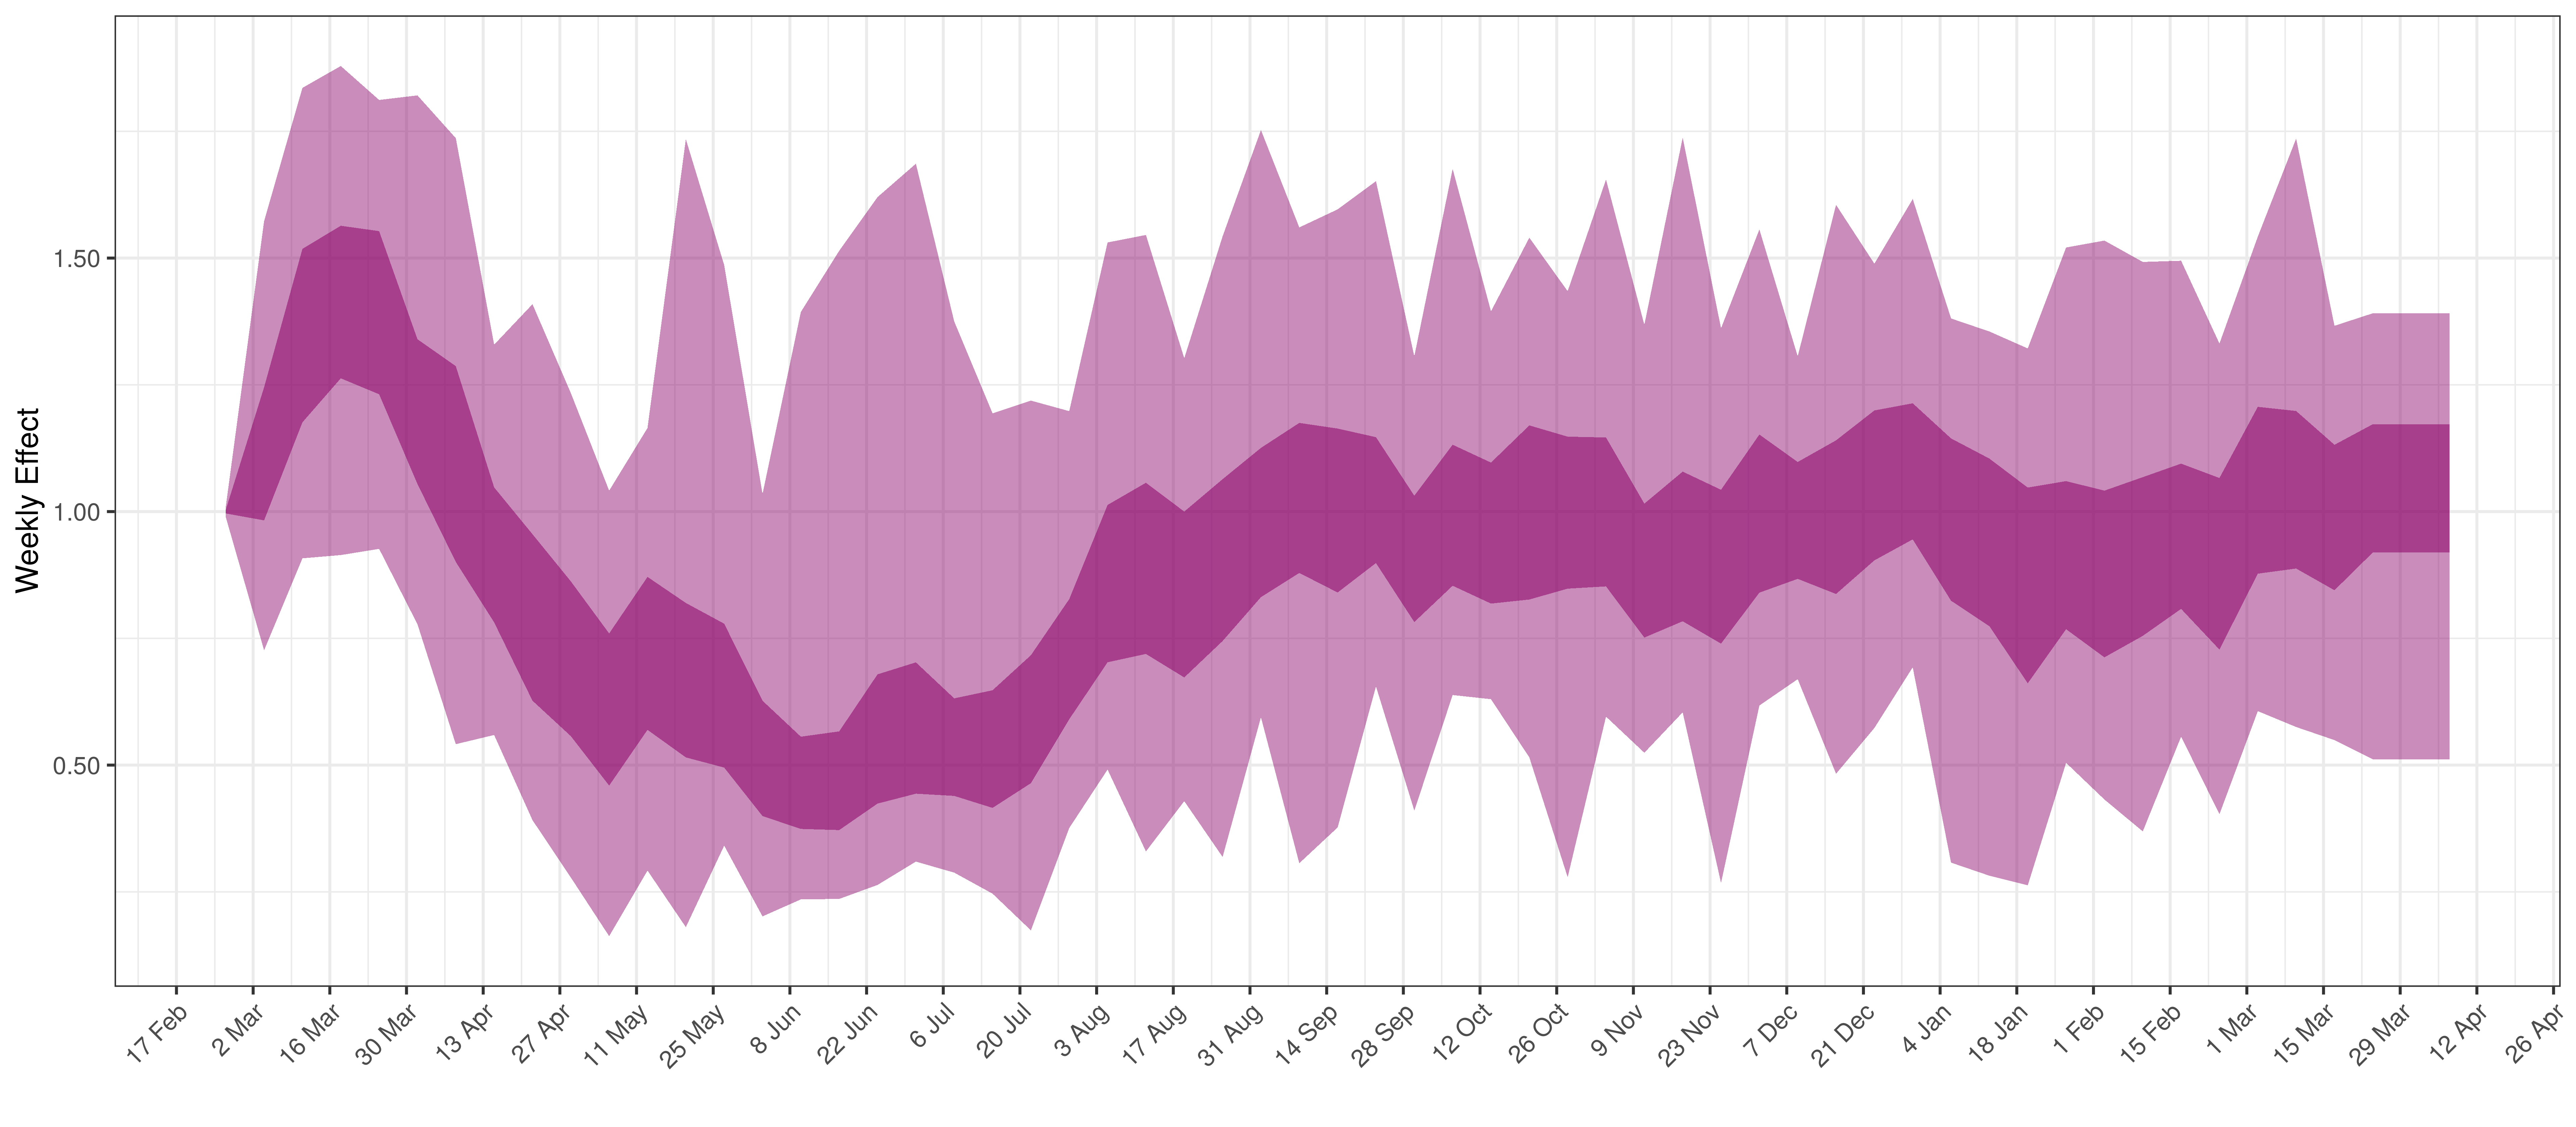 Weekly Effect
1.50
1.00
0.50
17 Feb
2 Mar
16 Mar
30 Mar
13 Apr
27 Apr
11 May
25 May
8 Jun
22 Jun
6 Jul
20 Jul
3 Aug
17 Aug
31 Aug
14 Sep
28 Sep
12 Oct
26 Oct
9 Nov
23 Nov
7 Dec
21 Dec
4 Jan
18 Jan
1 Feb
15 Feb
1 Mar
15 Mar
29 Mar
12 Apr
26 Apr